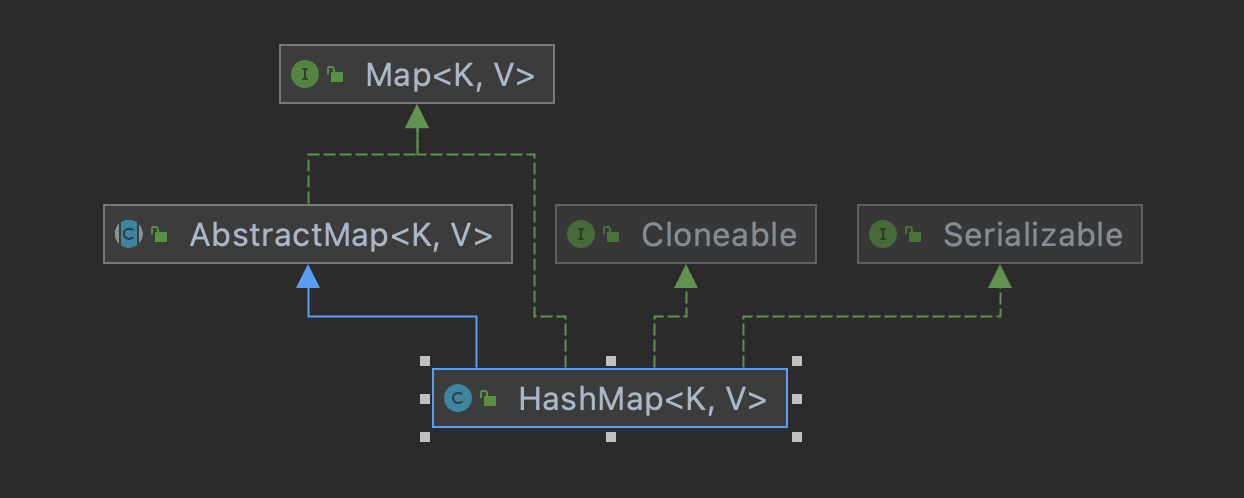 I Map<K, V>
C AbstractMap<K, V>
I Cloneable
I Serializable
C HashMap<K, V>